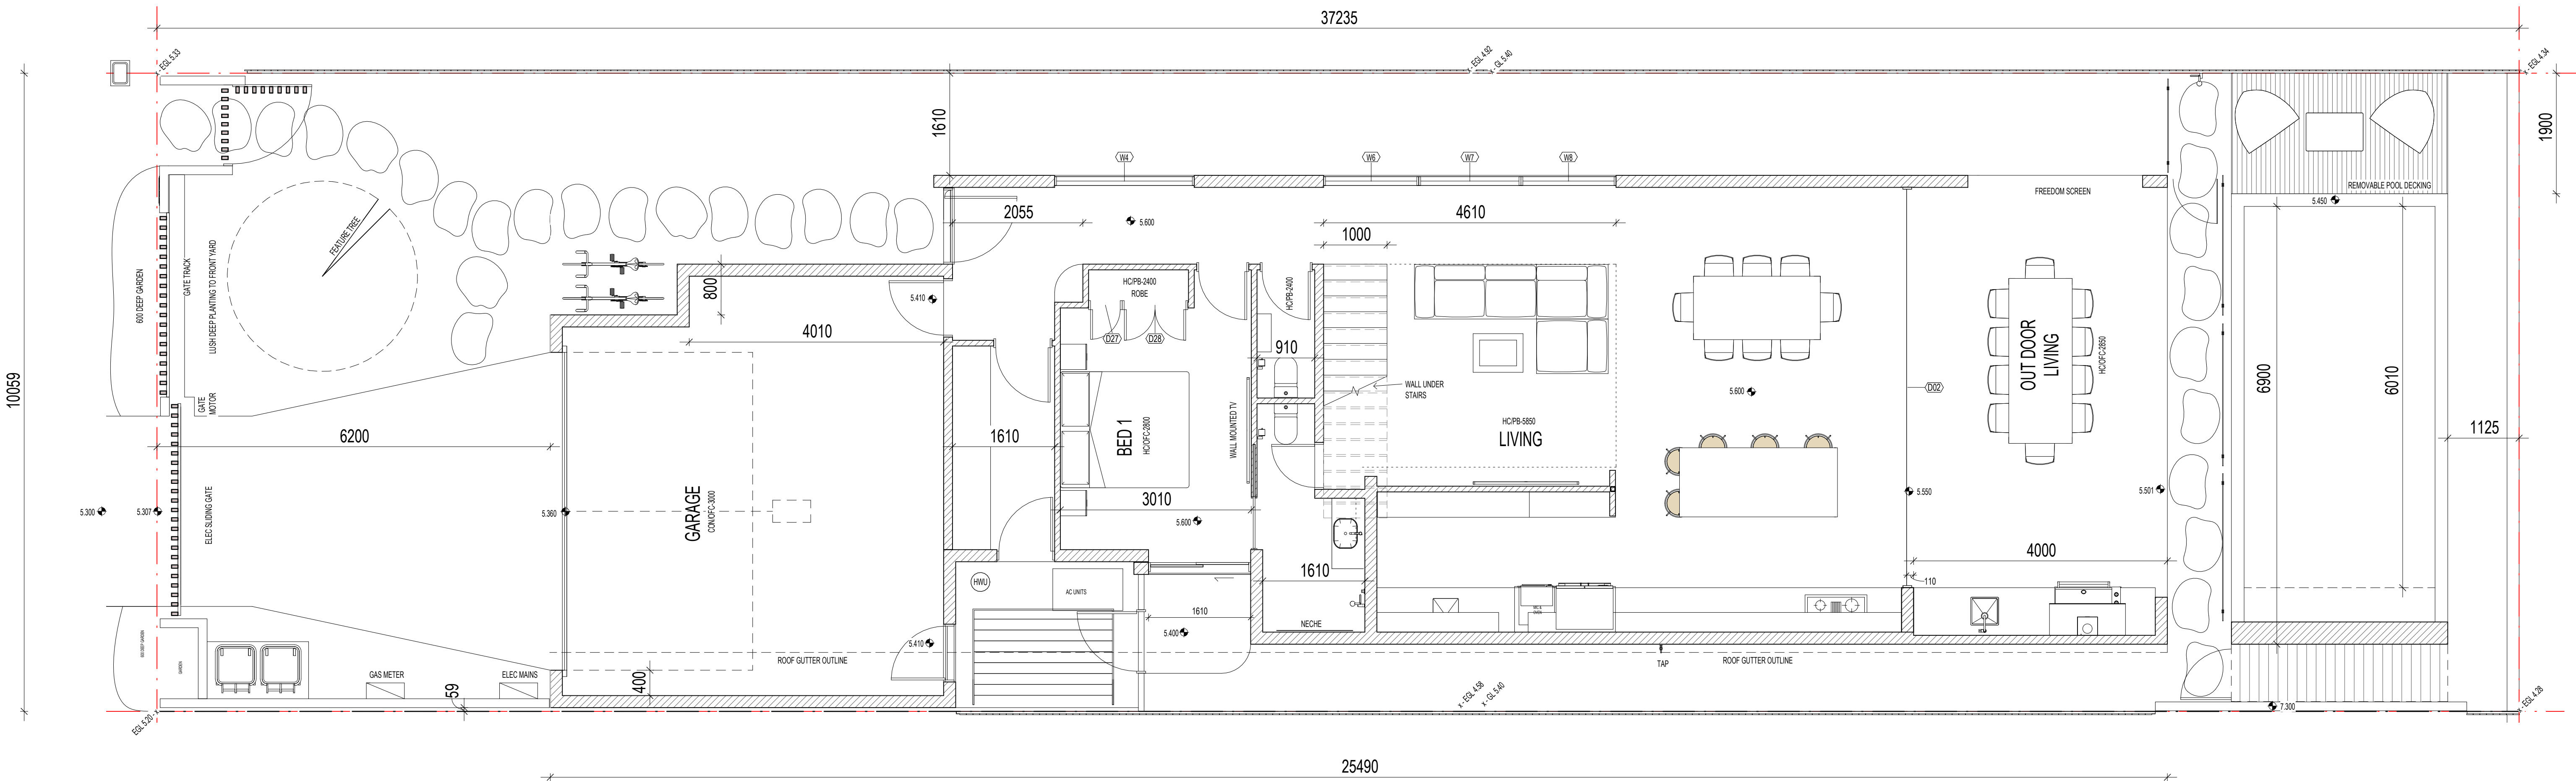 37235
- EGL 5.33
x - EGL 4.92
x - GL 5.40
x - EGL 4.34
10059
1610
1900
W4
W6
W7
W8
FREEDOM SCREEN
REMOVABLE POOL DECKING
5.450
2055
5.600
4610
1000
FEATURE TREE
600 DEEP GARDEN
GATE TRACK
LUSH DEEP PLANTING TO FRONT YARD
GATE
MOTOR
800
5.410
HC/PB-2400
ROBE
HC/PB-2400
D27
D28
4010
910
WALL UNDER
STAIRS
WALL MOUNTED TV
BED 1
HC/OFC-2800
HC/PB-5850
LIVING
5.600
D02
OUT DOOR
LIVING
HC/OFC-2850
6900
6010
1125
6200
1610
3010
5.600
5.300
5.307
ELEC SLIDING GATE
5.360
GARAGE
CON/OFC-3000
5.550
5.501
4000
110
HWU
AC UNITS
1610
1610
5.400
NECHE
5.410
ROOF GUTTER OUTLINE
TAP
ROOF GUTTER OUTLINE
600 DEEP GARDEN
GARDEN
GAS METER
ELEC MAINS
400
59
EGL 5.20 - x
x - EGL 4.58
x - GL 5.40
7.300
x - EGL 4.28
25490